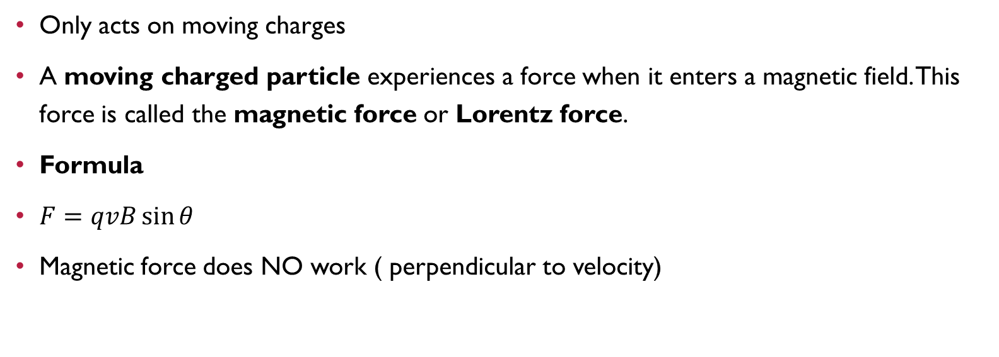 • Only acts on moving charges
• A moving charged particle experiences a force when it enters a magnetic field. This
force is called the magnetic force or Lorentz force.
• Formula
• F = qvB sin θ
• Magnetic force does NO work ( perpendicular to velocity)